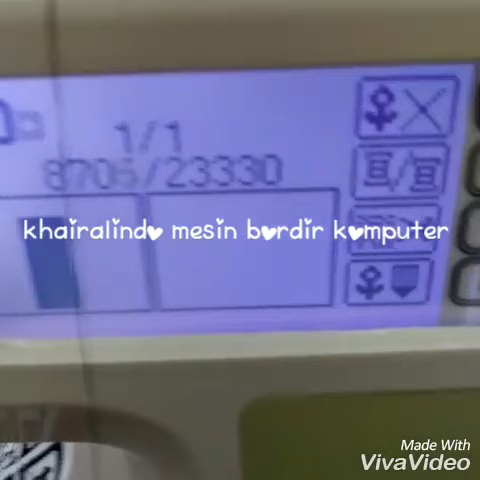 1/1
8706/23330
khairalindo mesin bordir komputer
Made With
VivaVideo